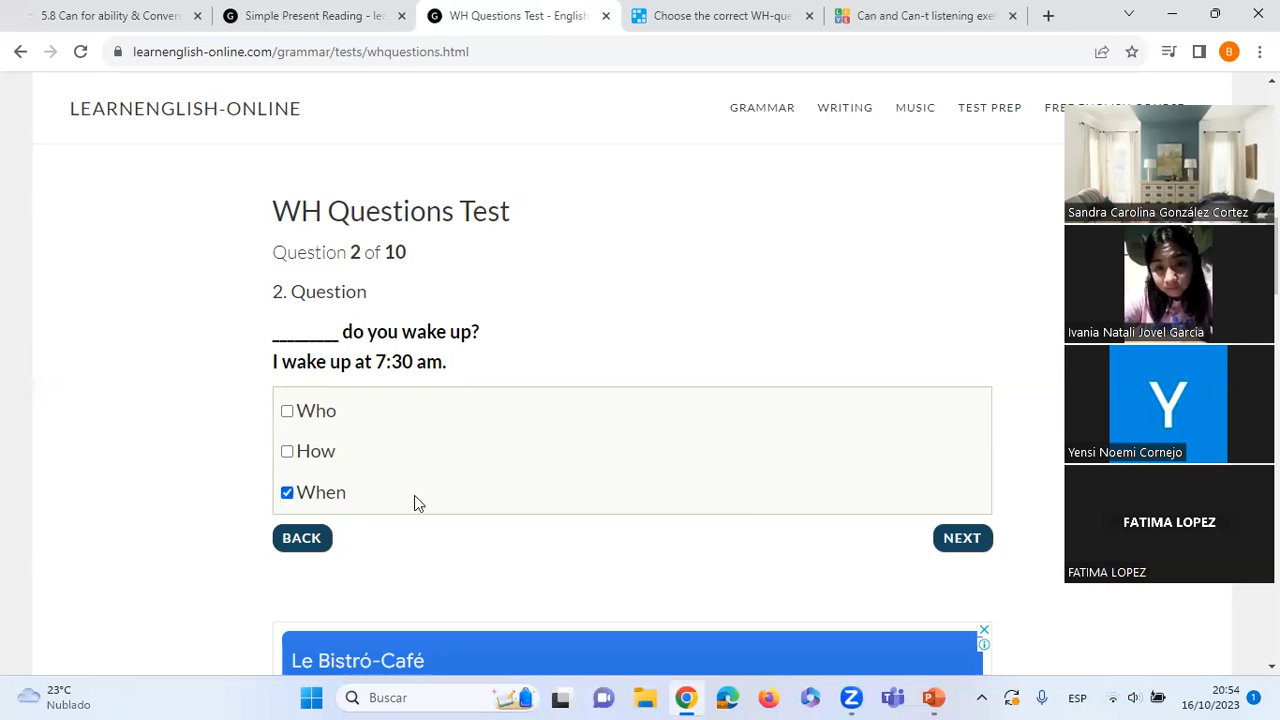 5.8 Can for ability & Convers
Simple Present Reading
WH Questions Test - English
Choose the correct WH-que
Can and Can-t listening exe
learnenglish-online.com/grammar/tests/whquestions.html
B
LEARNENGLISH-ONLINE
GRAMMAR
WRITING
MUSIC
TEST PREP
WH Questions Test
Question 2 of 10
2. Question
_________ do you wake up?
I wake up at 7:30 am.
Who
How
When
BACK
NEXT
Le Bistró-Café
Sandra Carolina González Cortez
Ivania Natali Jovel García
Y
Yensi Noemi Cornejo
FATIMA LOPEZ
FATIMA LOPEZ
23°C
Nublado
Buscar
ESP
20:54
16/10/2023
1